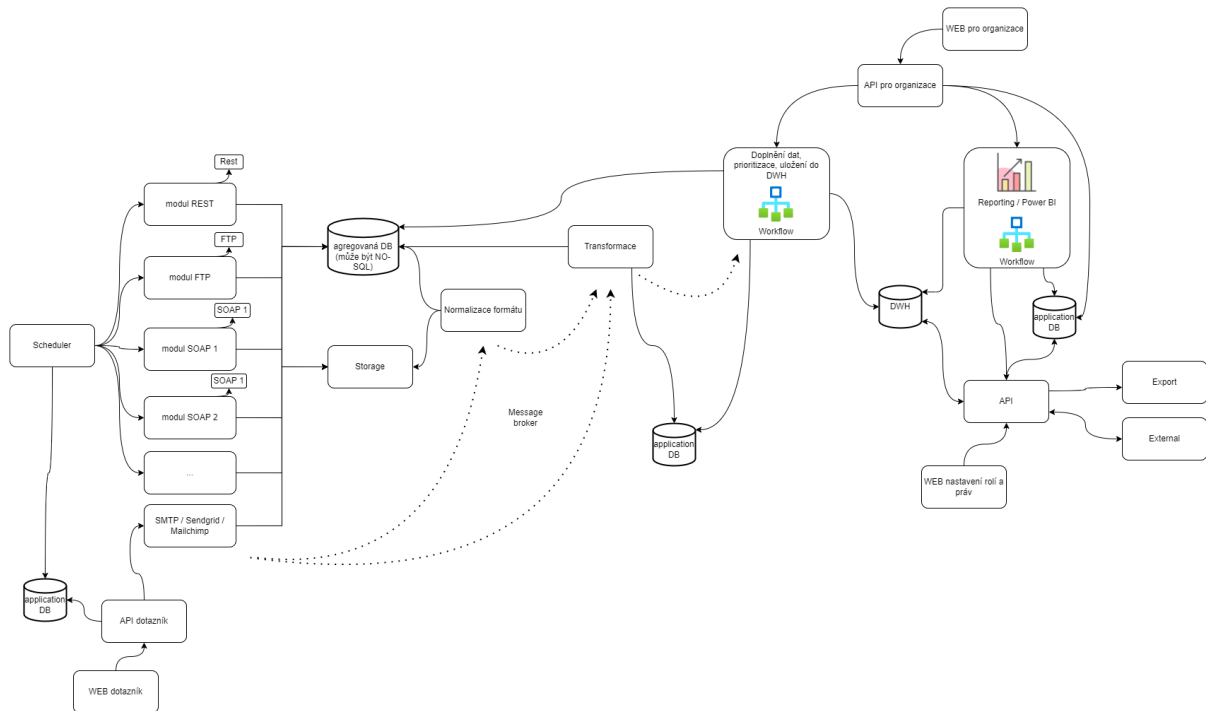 WEB pro organizace
API pro organizace
Doplnění dat,
prioritizace, uložení do
DWH
Workflow
Reporting / Power BI
Workflow
Rest
modul REST
FTP
modul FTP
SOAP 1
modul SOAP 1
SOAP 1
modul SOAP 2
...
SMTP / Sendgrid /
Mailchimp
Scheduler
agregovaná DB
(může být NO-
SQL)
Transformace
Normalizace formátu
Storage
Message
broker
application
DB
DWH
application
DB
API
Export
External
WEB nastavení rolí a
práv
application
DB
API dotazník
WEB dotazník